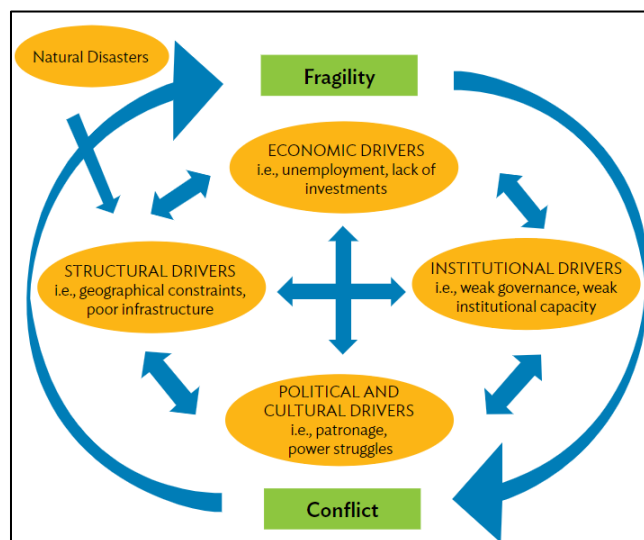 Natural Disasters
Fragility
ECONOMIC DRIVERS
i.e., unemployment, lack of
investments
STRUCTURAL DRIVERS
i.e., geographical constraints,
poor infrastructure
INSTITUTIONAL DRIVERS
i.e., weak governance, weak
institutional capacity
POLITICAL AND
CULTURAL DRIVERS
i.e., patronage,
power struggles
Conflict